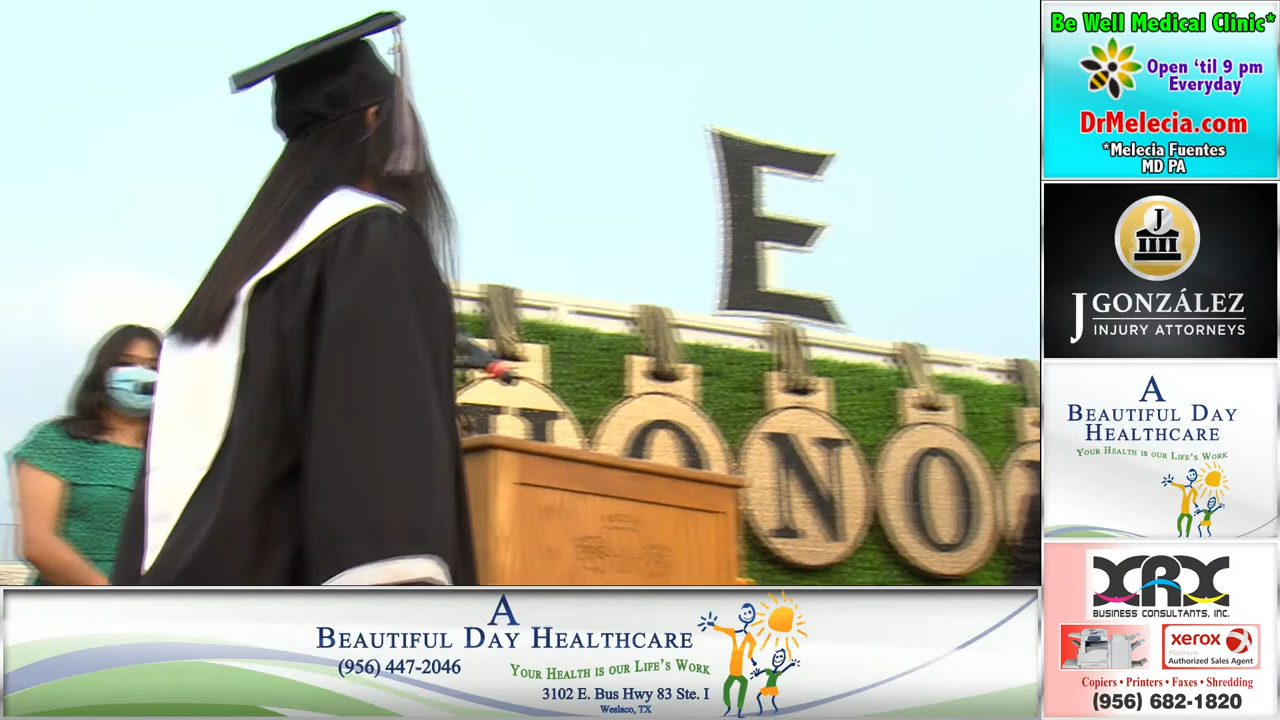 E
H O N O
A
BEAUTIFUL DAY HEALTHCARE
(956) 447-2046
YOUR HEALTH IS OUR LIFE'S WORK
3102 E. BUS HWY 83 STE. I
WESLACO, TX
Be Well Medical Clinic*
Open 'til 9 pm
Everyday
DrMelecia.com
*Melecia Fuentes
MD PA
J
J GONZÁLEZ
INJURY ATTORNEYS
A
BEAUTIFUL DAY
HEALTHCARE
YOUR HEALTH IS OUR LIFE'S WORK
XRX
BUSINESS CONSULTANTS, INC.
xerox
Authorized Sales Agent
Copiers • Printers • Faxes • Shredding
(956) 682-1820